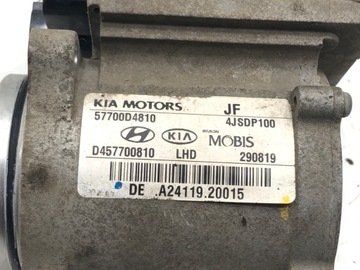 KIA MOTORS JF
57700D4810 4JSDP100
KIA MOBIS
D457700810 LHD 290819
DE .A24119.20015